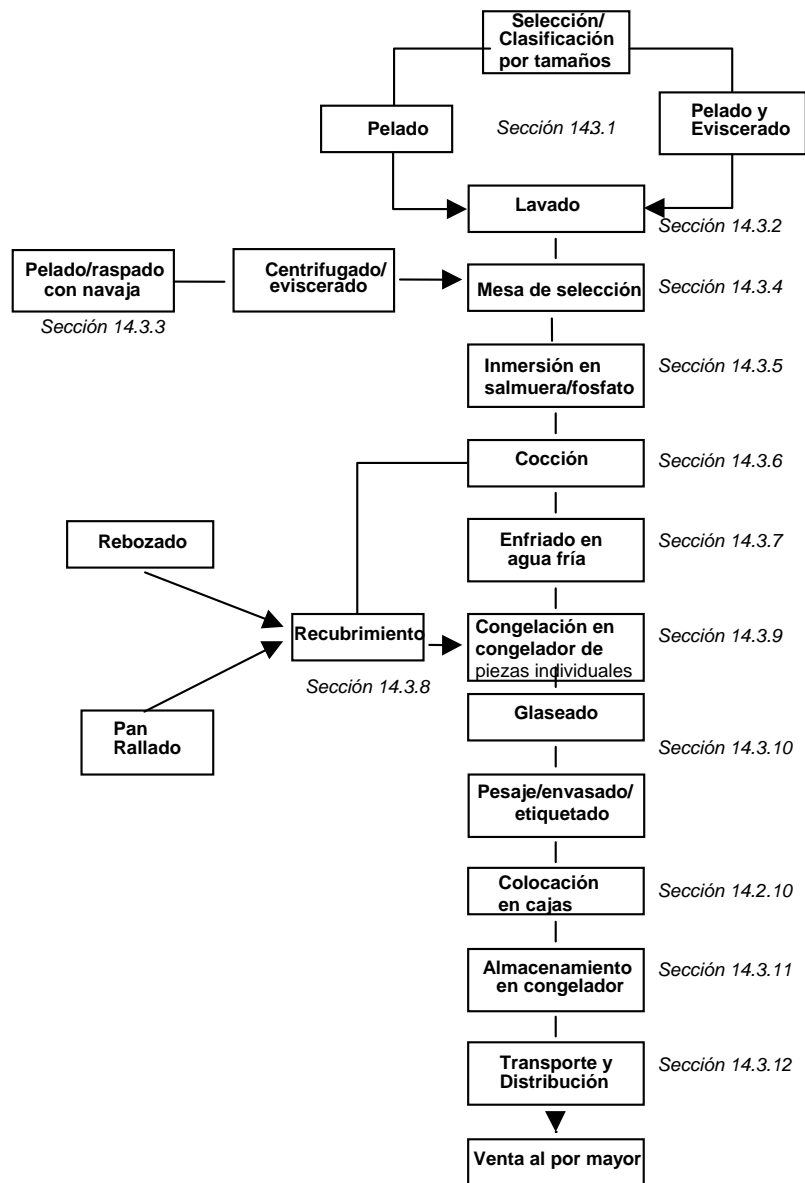 Selección/
Clasificación
por tamaños
Pelado
Sección 143.1
Pelado y
Eviscerado
Lavado
Sección 14.3.2
Pelado/raspado
con navaja
Sección 14.3.3
Centrifugado/
eviscerado
Mesa de selección
Sección 14.3.4
Inmersión en
salmuera/fosfato
Sección 14.3.5
Cocción
Sección 14.3.6
Rebozado
Enfriado en
agua fría
Sección 14.3.7
Recubrimiento
Sección 14.3.8
Congelación en
congelador de
piezas individuales
Sección 14.3.9
Pan
Rallado
Glaseado
Sección 14.3.10
Pesaje/envasado/
etiquetado
Colocación
en cajas
Sección 14.2.10
Almacenamiento
en congelador
Sección 14.3.11
Transporte y
Distribución
Sección 14.3.12
Venta al por mayor